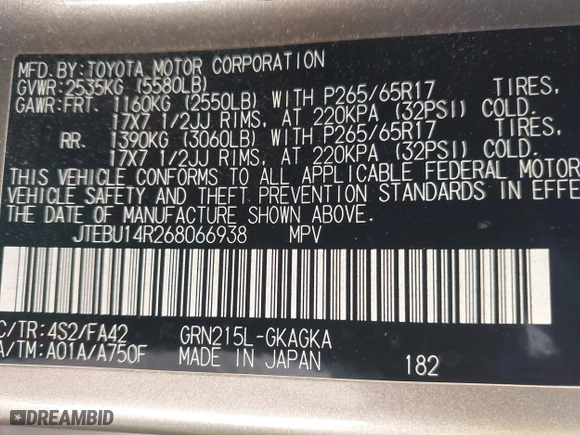 MFD.BY:TOYOTA MOTOR CORPORATION
GVWR:2535KG (5580LB)
GAWR:FRT. 1160KG (2550LB) WITH P265/65R17 TIRES,
17X7 1/2JJ RIMS, AT 220KPA (32PSI) COLD.
RR. 1390KG (3060LB) WITH P265/65R17 TIRES,
17X7 1/2JJ RIMS, AT 220KPA (32PSI) COLD.
THIS VEHICLE CONFORMS TO ALL APPLICABLE FEDERAL MOTOR
VEHICLE SAFETY AND THEFT PREVENTION STANDARDS IN EFFE
THE DATE OF MANUFACTURE SHOWN ABOVE.
JTEBU14R268066938 MPV
C/TR:4S2/FA42 GRN215L-GKAGKA
A/TM:A01A/A750F MADE IN JAPAN 182
DREAMBID